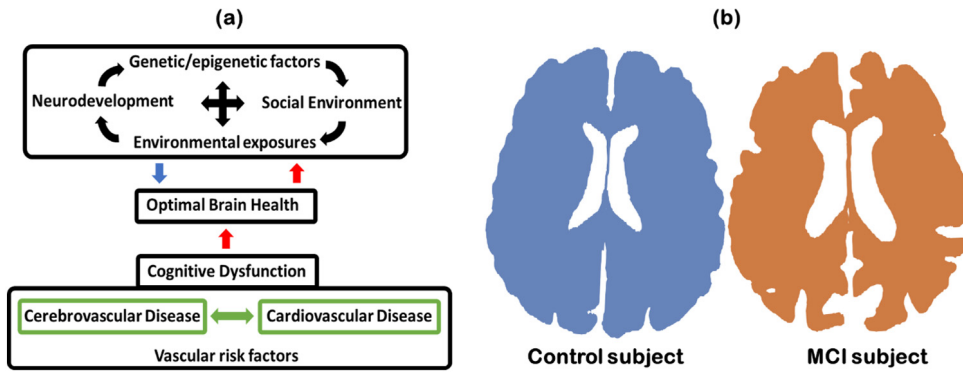 (a)
Genetic/epigenetic factors
Neurodevelopment
Social Environment
Environmental exposures
Optimal Brain Health
Cognitive Dysfunction
Cerebrovascular Disease
Cardiovascular Disease
Vascular risk factors
(b)
Control subject
MCI subject